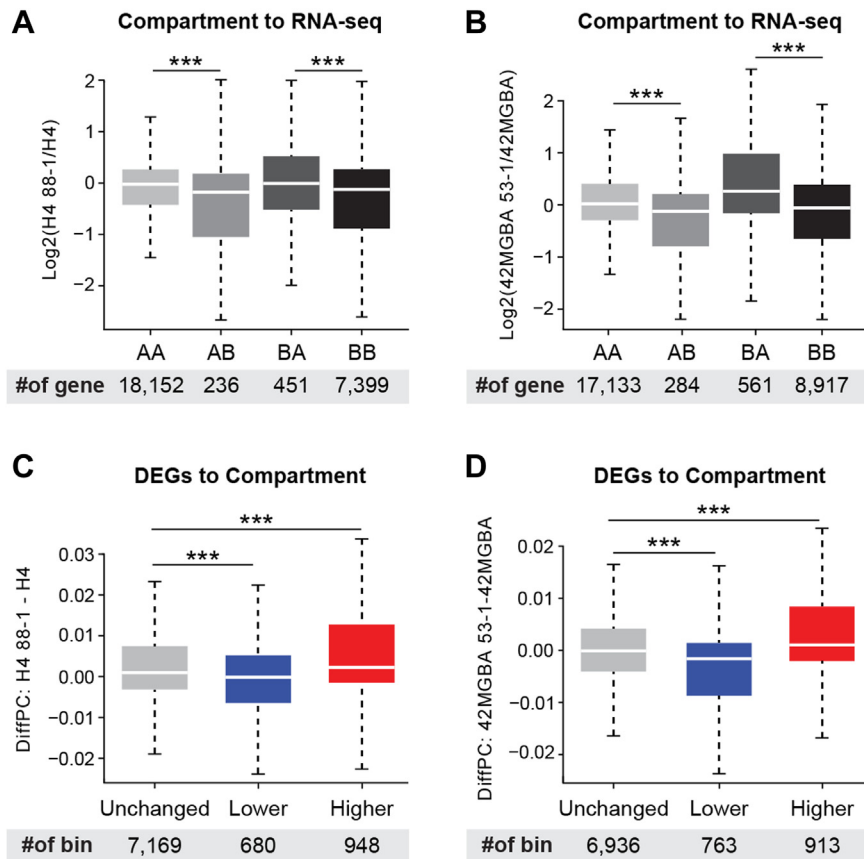 A
Compartment to RNA-seq
Log2(H4 88-1/H4)
2
1
0
−1
−2
***
***
AA AB BA BB
#of gene 18,152 236 451 7,399
B
Compartment to RNA-seq
Log2(42MGBA 53-1/42MGBA)
2
1
0
−1
−2
***
***
AA AB BA BB
#of gene 17,133 284 561 8,917
C
DEGs to Compartment
DiffPC: H4 88-1 - H4
0.03
0.02
0.01
0.00
−0.01
−0.02
***
***
Unchanged Lower Higher
#of bin 7,169 680 948
D
DEGs to Compartment
DiffPC: 42MGBA 53-1-42MGBA
0.02
0.01
0.00
−0.01
−0.02
***
***
Unchanged Lower Higher
#of bin 6,936 763 913